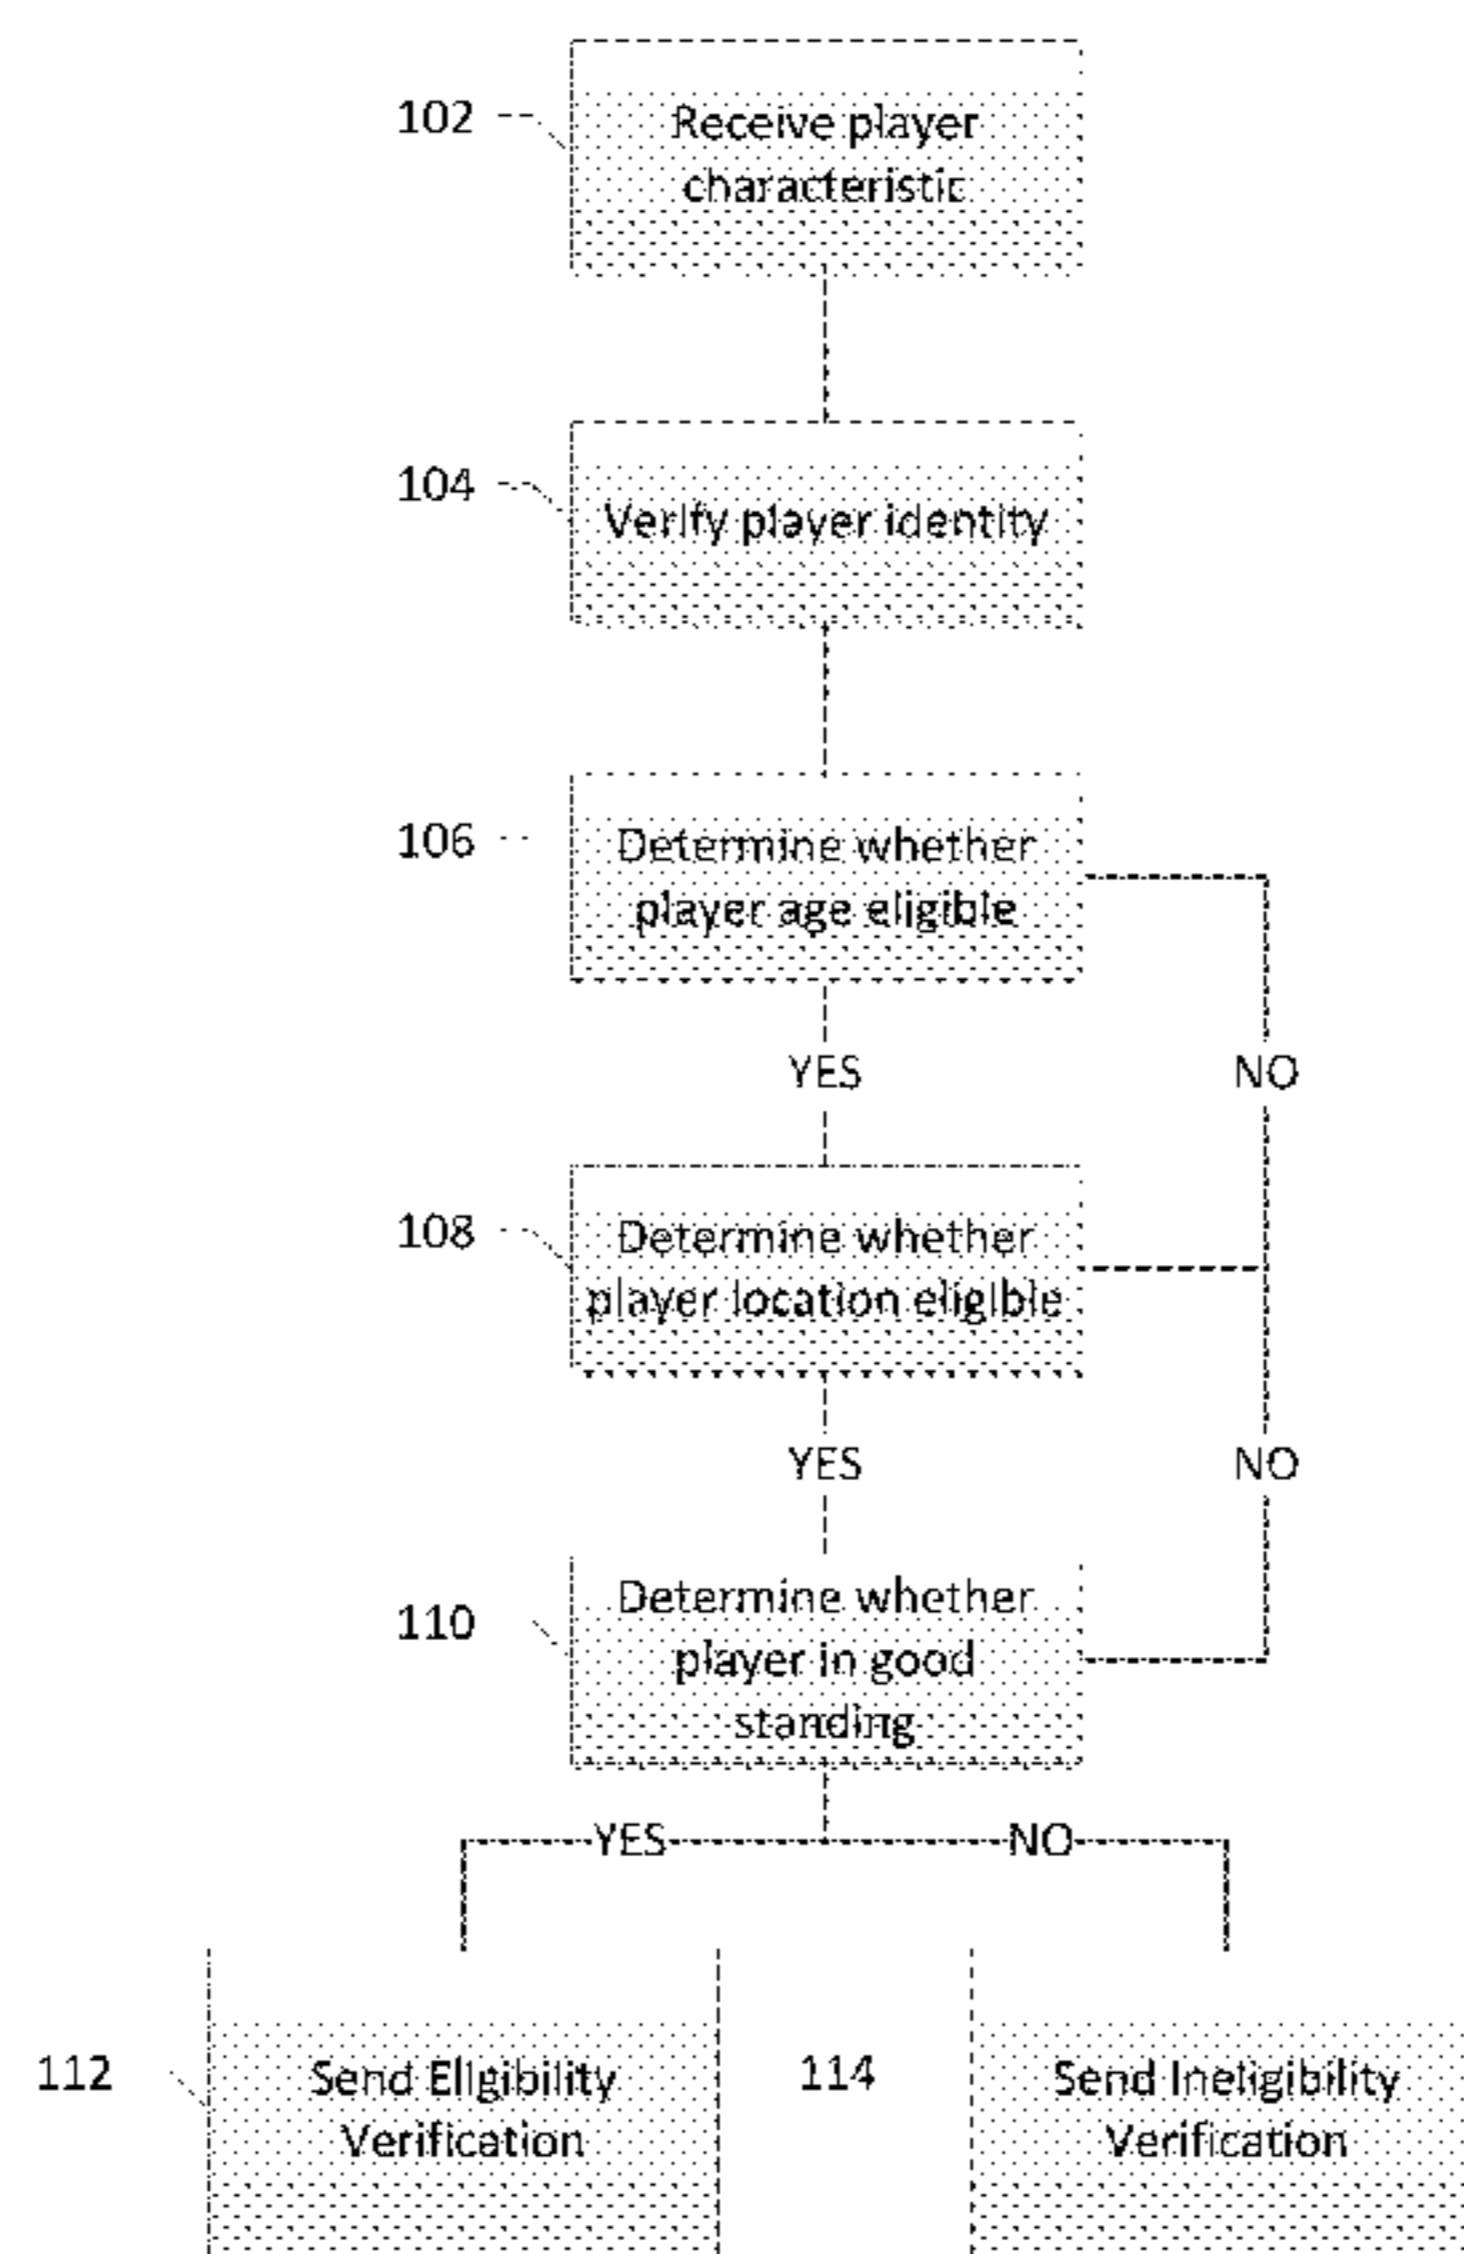 102
Receive player
characteristic
104
Verify player identity
106
Determine whether
player age eligible
YES
NO
108
Determine whether
player location eligible
YES
NO
110
Determine whether
player in good
standing
YES
NO
112
Send Eligibility
Verification
114
Send Ineligibility
Verification